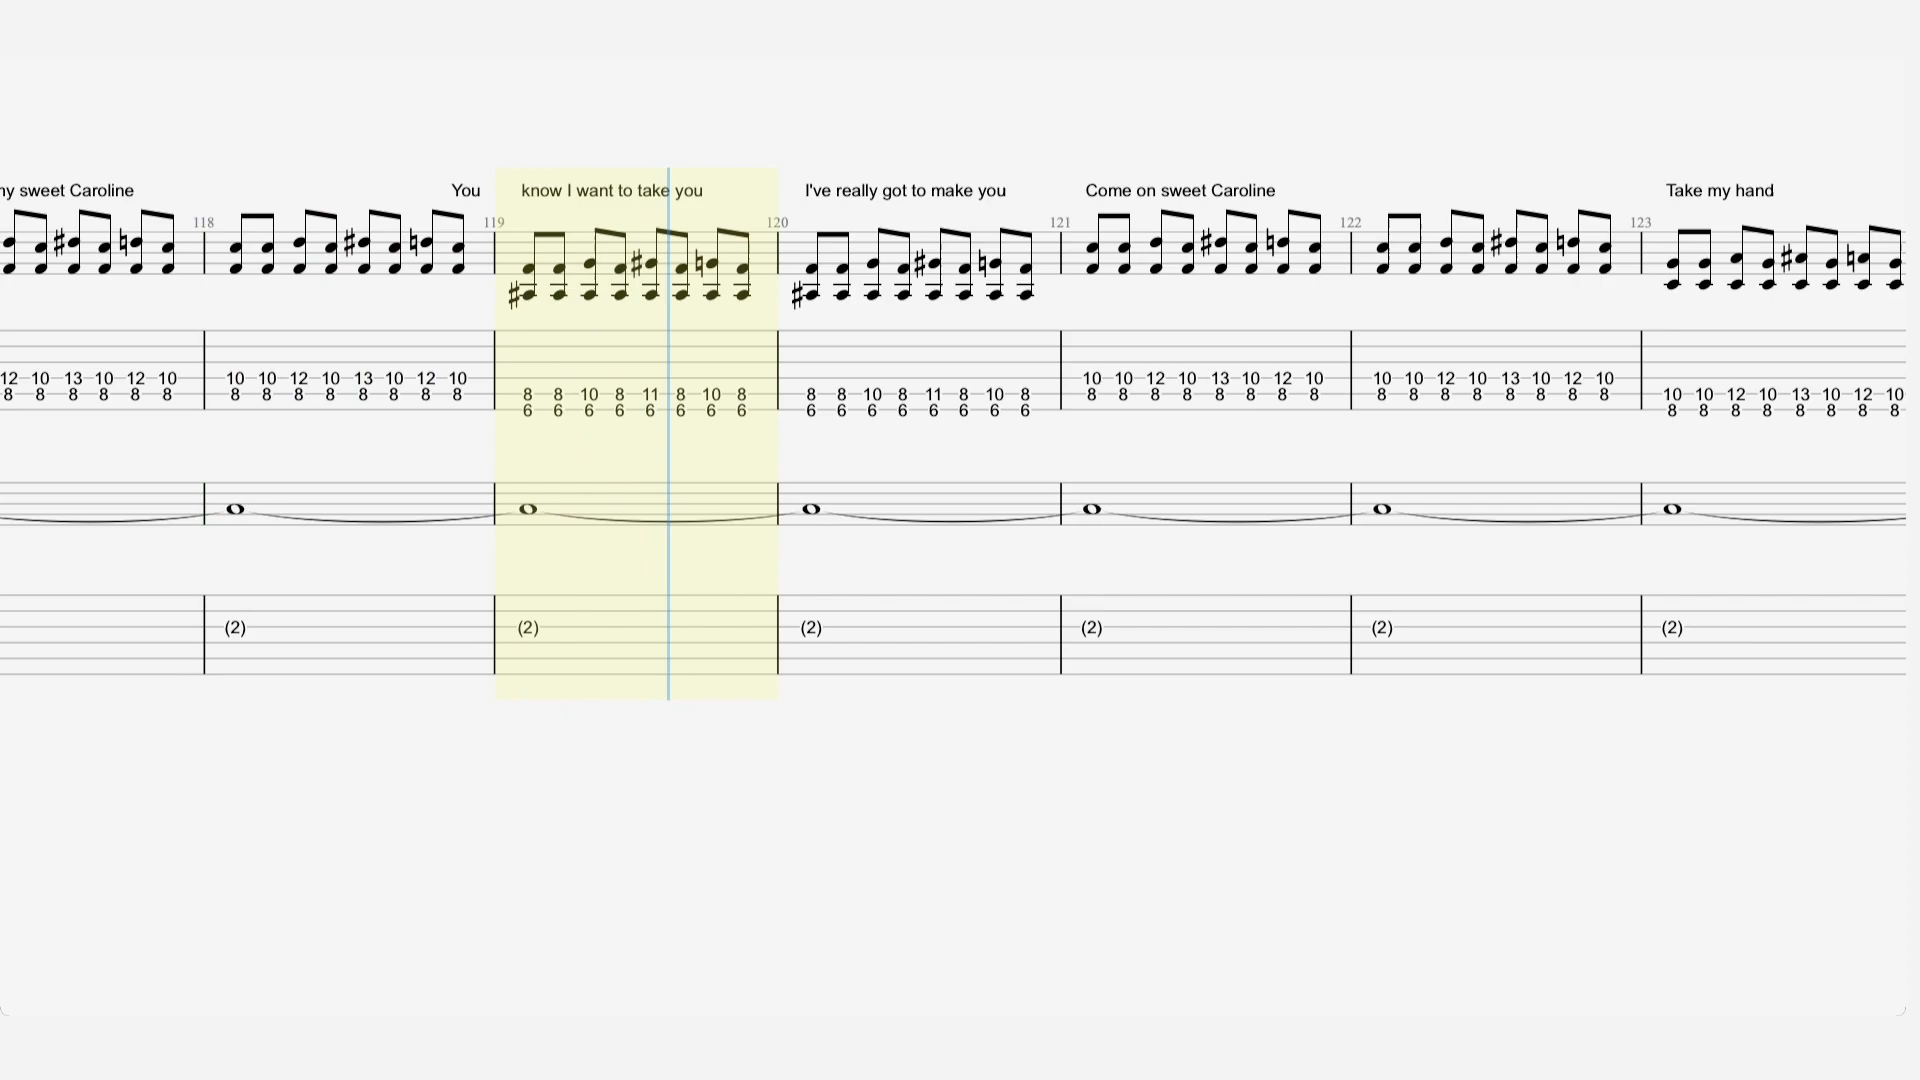 my sweet Caroline You know I want to take you I've really got to make you Come on sweet Caroline Take my hand
118 119 120 121 122 123
12 10 13 10 12 10 10 10 12 10 13 10 12 10 10 10 12 10 13 10 12 10 10 10 12 10 13 10 12 10
8 8 8 8 8 8 8 8 8 8 8 8 8 8 8 8 10 8 11 8 10 8 8 8 10 8 11 8 10 8 8 8 8 8 8 8 8 8 8 8 8 8 8 8 8 8 10 10 12 10 13 10 12 10
6 6 6 6 6 6 6 6 6 6 6 6 6 6 6 6 8 8 8 8 8 8 8 8
(2) (2) (2) (2) (2) (2)